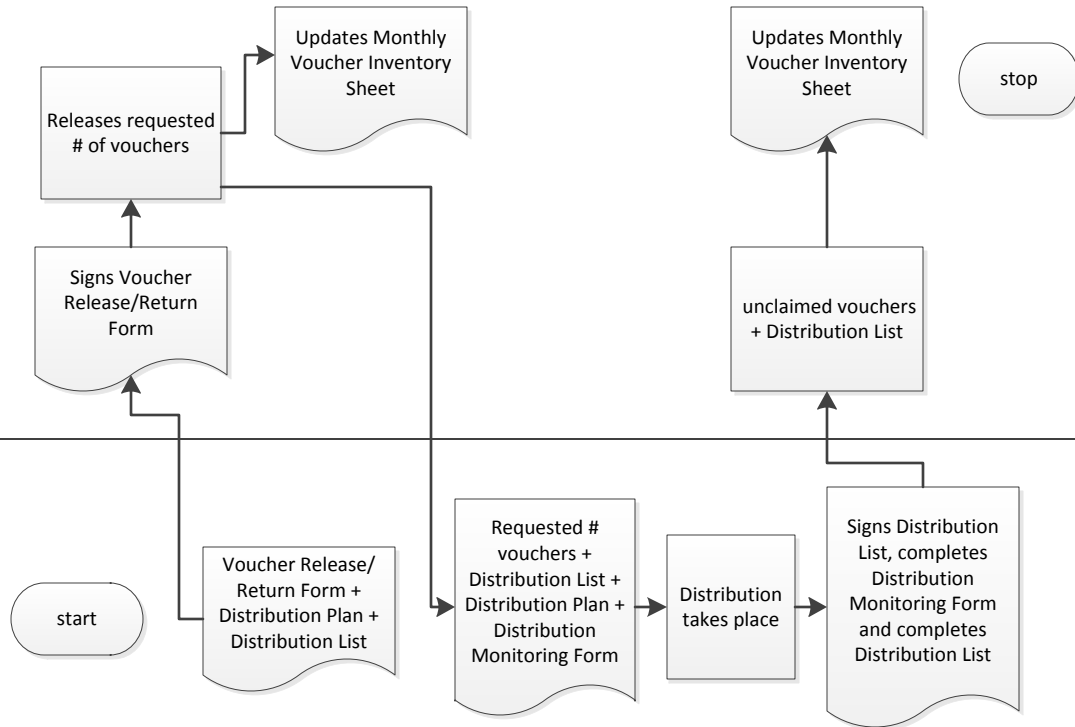 Updates Monthly
Voucher Inventory
Sheet
Updates Monthly
Voucher Inventory
Sheet
stop
Releases requested
# of vouchers
Signs Voucher
Release/Return
Form
unclaimed vouchers
+ Distribution List
start
Voucher Release/
Return Form +
Distribution Plan +
Distribution List
Requested #
vouchers +
Distribution List +
Distribution Plan +
Distribution
Monitoring Form
Distribution
takes place
Signs Distribution
List, completes
Distribution
Monitoring Form
and completes
Distribution List